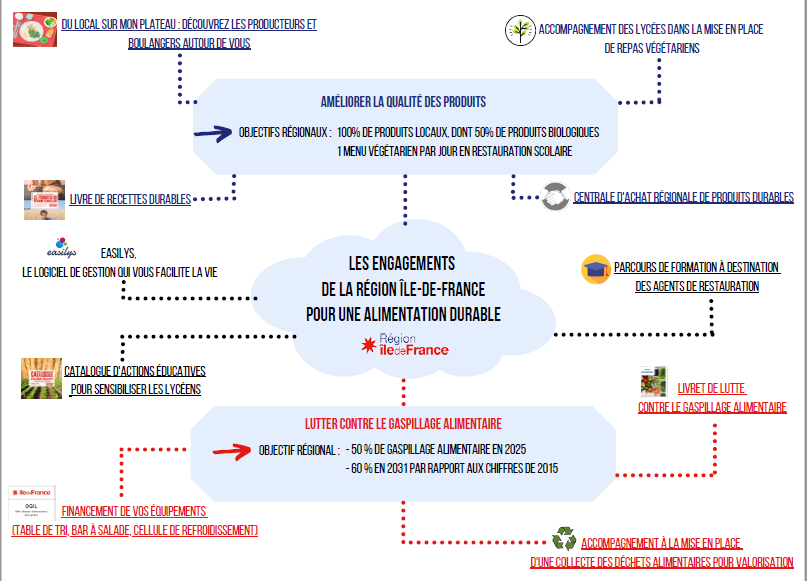 DU LOCAL SUR MON PLATEAU : DÉCOUVREZ LES PRODUCTEURS ET
BOULANGERS AUTOUR DE VOUS
ACCOMPAGNEMENT DES LYCÉES DANS LA MISE EN PLACE
DE REPAS VÉGÉTARIENS
AMÉLIORER LA QUALITÉ DES PRODUITS
OBJECTIFS RÉGIONAUX : 100% DE PRODUITS LOCAUX, DONT 50% DE PRODUITS BIOLOGIQUES
1 MENU VÉGÉTARIEN PAR JOUR EN RESTAURATION SCOLAIRE
LIVRE DE RECETTES DURABLES
CENTRALE D'ACHAT RÉGIONALE DE PRODUITS DURABLES
easilys
EASILYS,
LE LOGICIEL DE GESTION QUI VOUS FACILITE LA VIE
LES ENGAGEMENTS
DE LA RÉGION ÎLE-DE-FRANCE
POUR UNE ALIMENTATION DURABLE
Région
îledeFrance
PARCOURS DE FORMATION À DESTINATION
DES AGENTS DE RESTAURATION
CATALOGUE
CATALOGUE D'ACTIONS ÉDUCATIVES
POUR SENSIBILISER LES LYCÉENS
LIVRET DE LUTTE
CONTRE LE GASPILLAGE ALIMENTAIRE
LUTTER CONTRE LE GASPILLAGE ALIMENTAIRE
OBJECTIF RÉGIONAL : - 50 % DE GASPILLAGE ALIMENTAIRE EN 2025
- 60 % EN 2031 PAR RAPPORT AUX CHIFFRES DE 2015
îledeFrance
DGIL
FINANCEMENT DE VOS ÉQUIPEMENTS
(TABLE DE TRI, BAR À SALADE, CELLULE DE REFROIDISSEMENT)
ACCOMPAGNEMENT À LA MISE EN PLACE
D'UNE COLLECTE DES DÉCHETS ALIMENTAIRES POUR VALORISATION